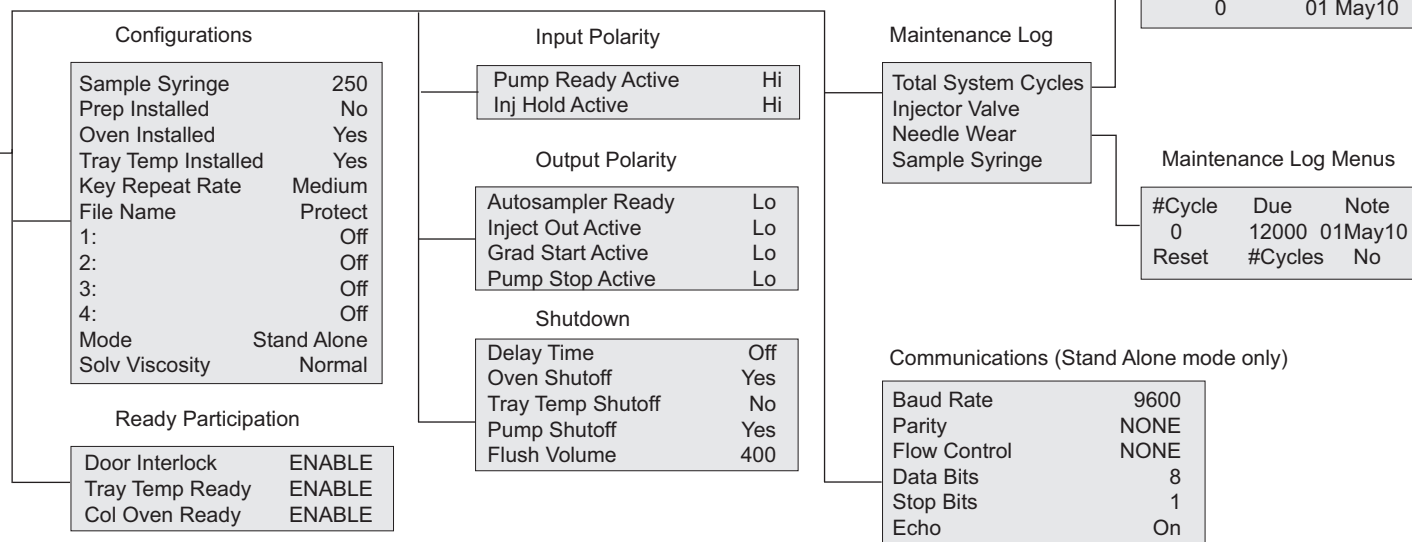 Configurations
Sample Syringe 250
Prep Installed No
Oven Installed Yes
Tray Temp Installed Yes
Key Repeat Rate Medium
File Name Protect
1: Off
2: Off
3: Off
4: Off
Mode Stand Alone
Solv Viscosity Normal
Ready Participation
Door Interlock ENABLE
Tray Temp Ready ENABLE
Col Oven Ready ENABLE
Input Polarity
Pump Ready Active Hi
Inj Hold Active Hi
Output Polarity
Autosampler Ready Lo
Inject Out Active Lo
Grad Start Active Lo
Pump Stop Active Lo
Shutdown
Delay Time Off
Oven Shutoff Yes
Tray Temp Shutoff No
Pump Shutoff Yes
Flush Volume 400
Maintenance Log
Total System Cycles
Injector Valve
Needle Wear
Sample Syringe
0 01 May10
Maintenance Log Menus
#Cycle Due Note
0 12000 01May10
Reset #Cycles No
Communications (Stand Alone mode only)
Baud Rate 9600
Parity NONE
Flow Control NONE
Data Bits 8
Stop Bits 1
Echo On